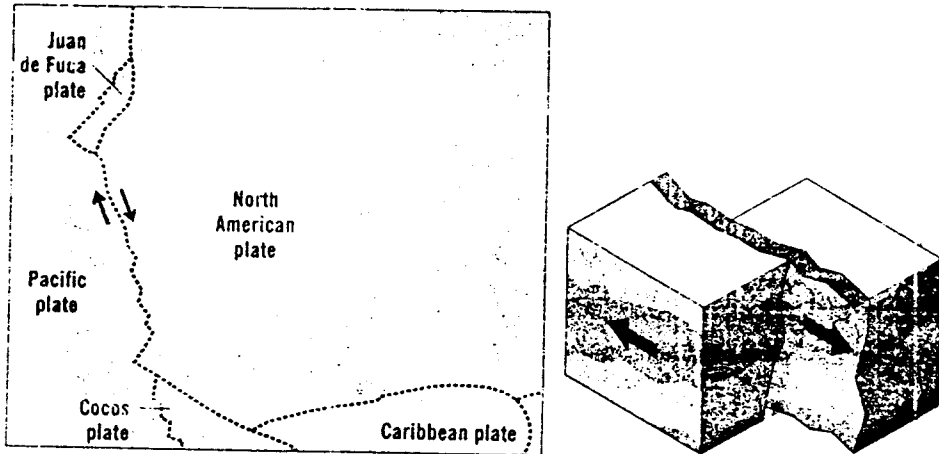 Juan
de Fuca
plate
North
American
plate
Pacific
plate
Cocos
plate
Caribbean plate